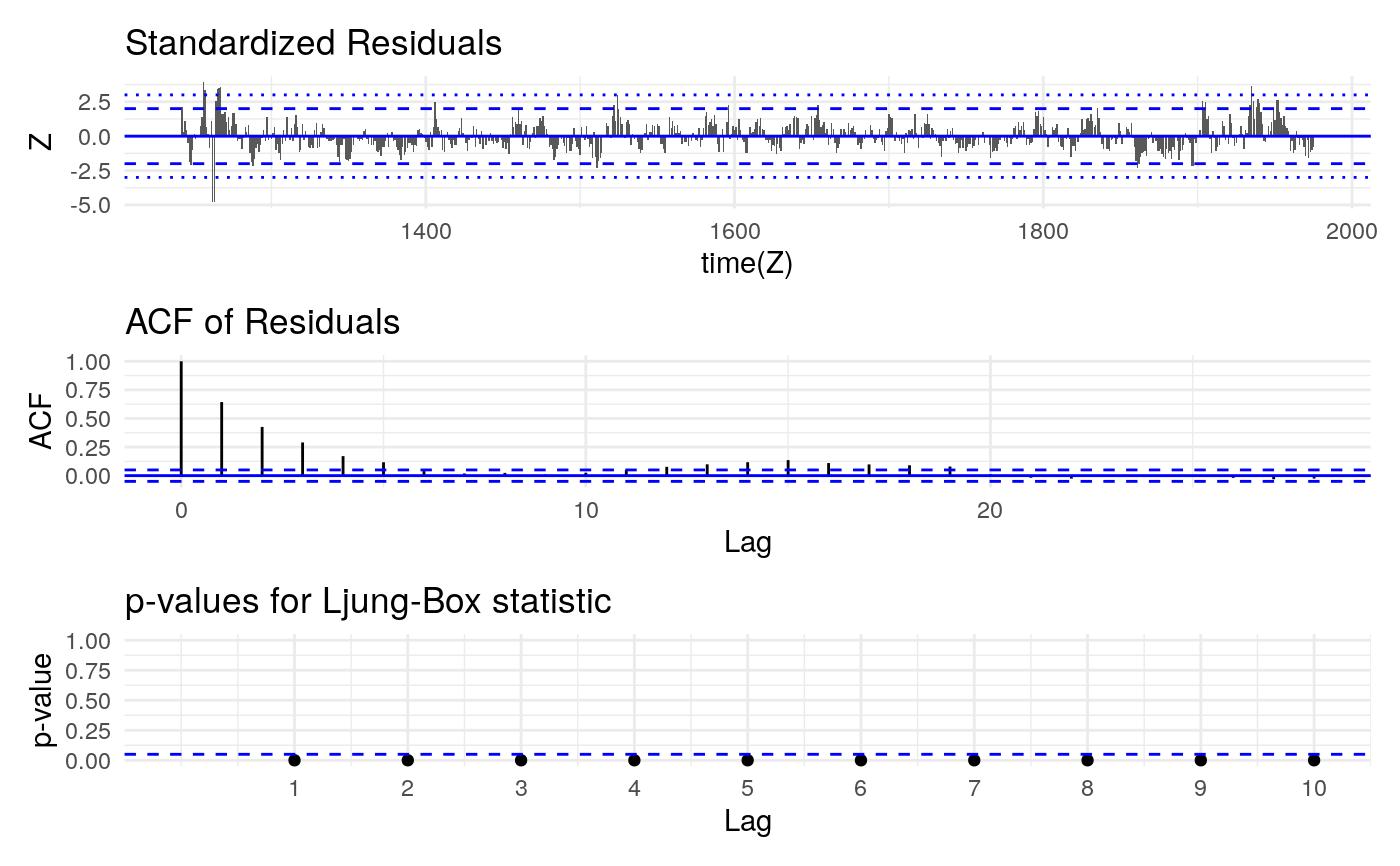 Standardized Residuals
Z
2.5
0.0
-2.5
-5.0
1400 1600 1800 2000
time(Z)
ACF of Residuals
ACF
1.00
0.75
0.50
0.25
0.00
0 10 20
Lag
p-values for Ljung-Box statistic
p-value
1.00
0.75
0.50
0.25
0.00
1 2 3 4 5 6 7 8 9 10
Lag